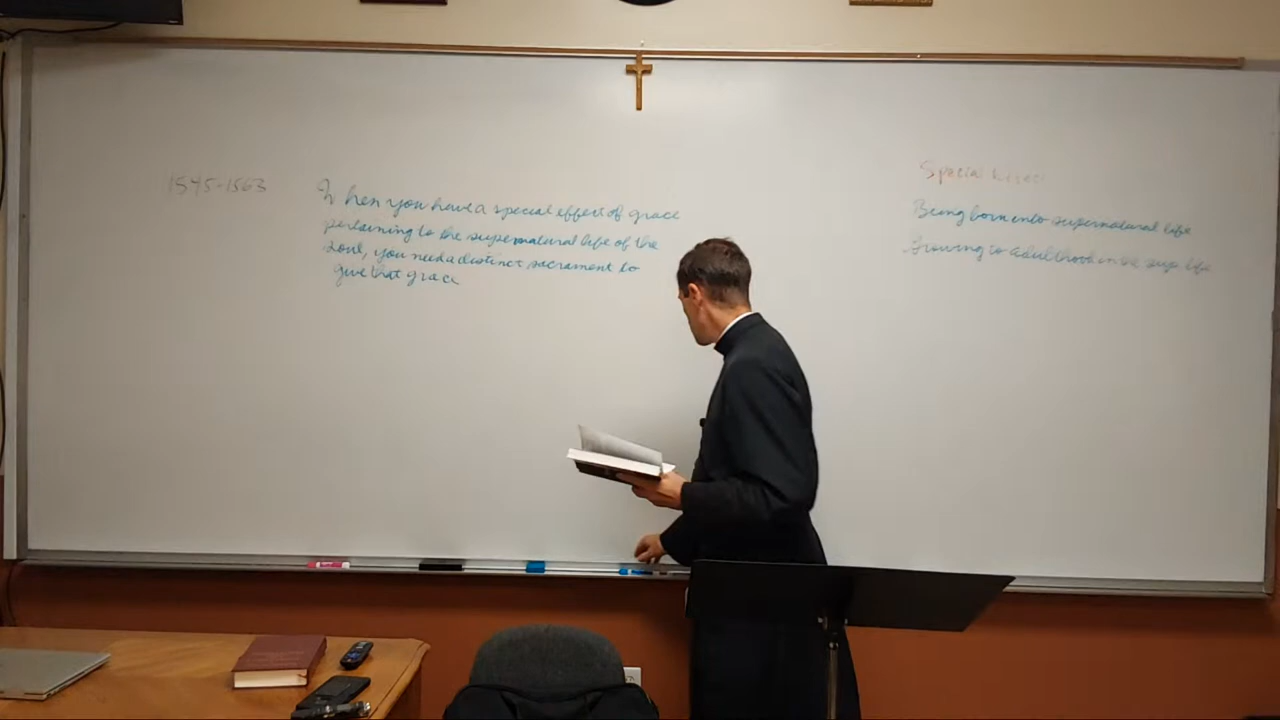 1545-1563
When you have a special effect of grace
pertaining to the supernatural life of the
soul, you need a distinct sacrament to
give that grace
Special Effect
Being born into supernatural life
Growing to adulthood in the sup life